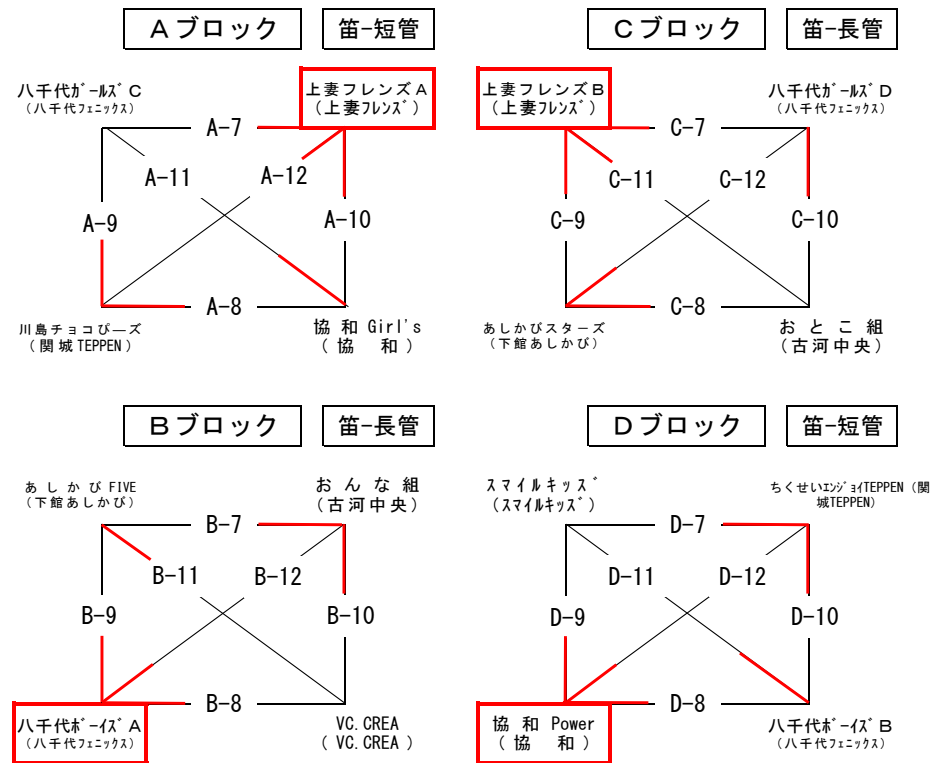 Aブロック 笛-短管
八千代ｶﾞｰﾙｽﾞC
(八千代ﾌｪﾆｯｸｽ)
上妻フレンズA
(上妻ﾌﾚﾝｽﾞ)
A-7
A-11
A-12
A-9
A-10
A-8
川島チョコぴーズ
(関城TEPPEN)
協和Girl's
(協 和)
Cブロック 笛-長管
上妻フレンズB
(上妻ﾌﾚﾝｽﾞ)
八千代ｶﾞｰﾙｽﾞD
(八千代ﾌｪﾆｯｸｽ)
C-7
C-11
C-12
C-9
C-10
C-8
あしかびスターズ
(下館あしかび)
おとこ組
(古河中央)
Bブロック 笛-長管
あしかびFIVE
(下館あしかび)
おんな組
(古河中央)
B-7
B-11
B-12
B-9
B-10
B-8
八千代ﾎﾞｰｲｽﾞA
(八千代ﾌｪﾆｯｸｽ)
VC.CREA
(VC.CREA)
Dブロック 笛-短管
スマイルキッズ
(ｽﾏｲﾙｷｯｽﾞ)
ちくせいｴﾝｼﾞｮｲTEPPEN(関
城TEPPEN)
D-7
D-11
D-12
D-9
D-10
D-8
協和 Power
(協 和)
八千代ﾎﾞｰｲｽﾞB
(八千代ﾌｪﾆｯｸｽ)